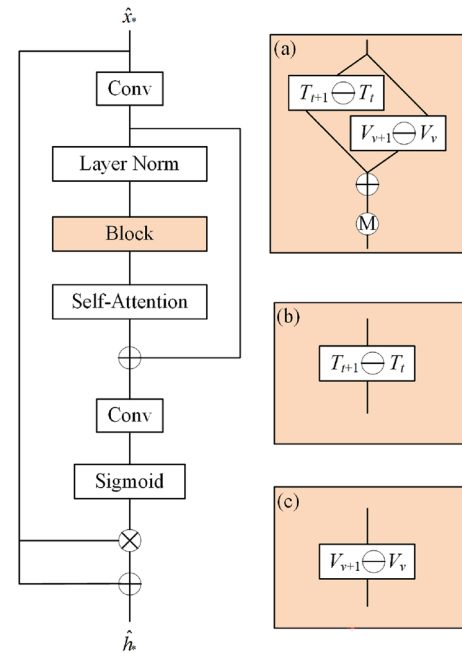 x̂*
Conv
Layer Norm
Block
Self-Attention
Conv
Sigmoid
ĥ*
(a)
T_{t+1} ⊖ T_t
V_{v+1} ⊖ V_v
M
(b)
T_{t+1} ⊖ T_t
(c)
V_{v+1} ⊖ V_v